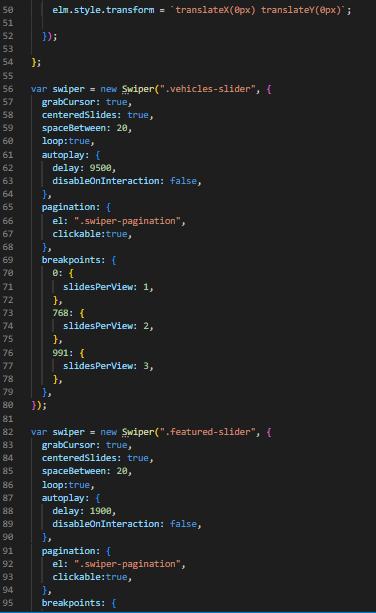 50 elm.style.transform = `translateX(0px) translateY(0px)`;
51
52 });
53
54 };
55
56 var swiper = new Swiper(".vehicles-slider", {
57 grabCursor: true,
58 centeredSlides: true,
59 spaceBetween: 20,
60 loop:true,
61 autoplay: {
62 delay: 9500,
63 disableOnInteraction: false,
64 },
65 pagination: {
66 el: ".swiper-pagination",
67 clickable:true,
68 },
69 breakpoints: {
70 0: {
71 slidesPerView: 1,
72 },
73 768: {
74 slidesPerView: 2,
75 },
76 991: {
77 slidesPerView: 3,
78 },
79 },
80 });
81
82 var swiper = new Swiper(".featured-slider", {
83 grabCursor: true,
84 centeredSlides: true,
85 spaceBetween: 20,
86 loop:true,
87 autoplay: {
88 delay: 1900,
89 disableOnInteraction: false,
90 },
91 pagination: {
92 el: ".swiper-pagination",
93 clickable:true,
94 },
95 breakpoints: {